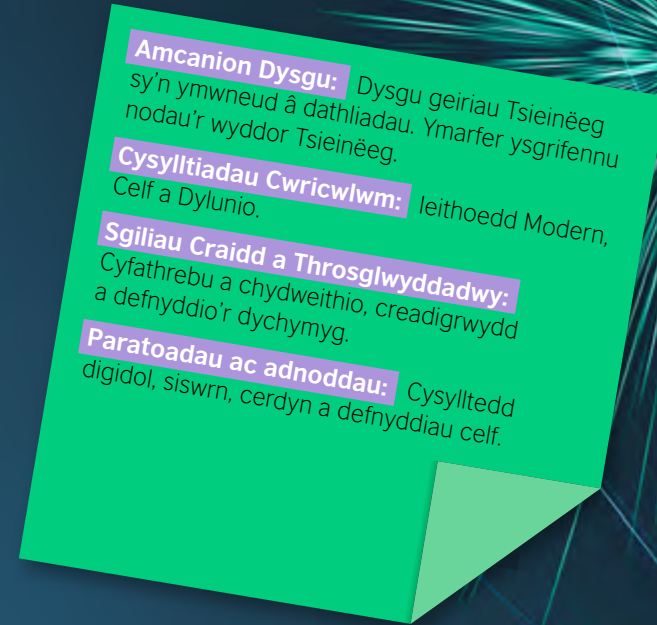 Amcanion Dysgu: Dysgu geiriau Tsieinëeg
sy'n ymwneud â dathliadau. Ymarfer ysgrifennu
nodau'r wyddor Tsieinëeg.
Cysylltiadau Cwricwlwm: Ieithoedd Modern,
Celf a Dylunio.
Sgiliau Craidd a Throsglwyddadwy:
Cyfathrebu a chydweithio, creadigrwydd
a defnyddio'r dychymyg.
Paratoadau ac adnoddau: Cysylltedd
digidol, siswrn, cerdyn a defnyddiau celf.